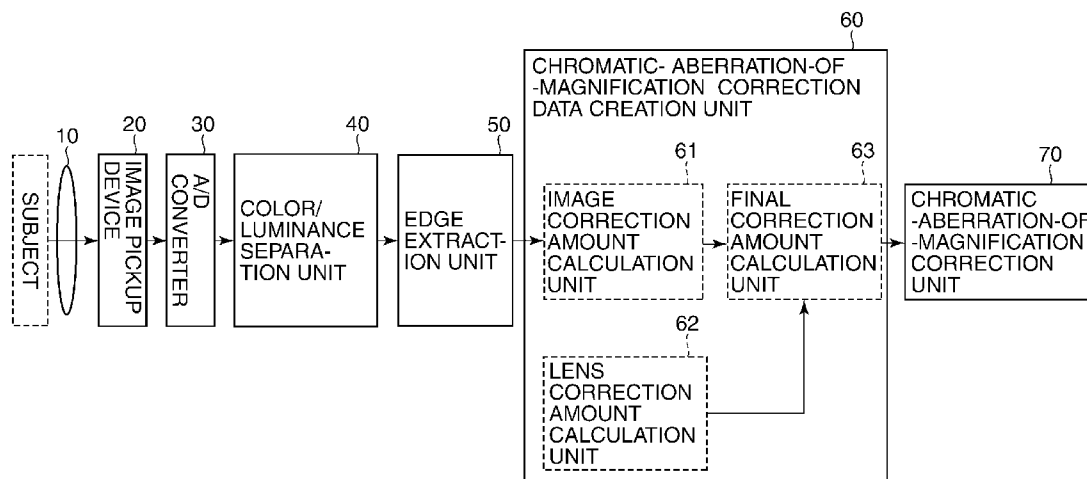 60
CHROMATIC- ABERRATION-OF
-MAGNIFICATION CORRECTION
DATA CREATION UNIT
10
20
30
40
50
61
63
70
SUBJECT
IMAGE PICKUP
DEVICE
A/D
CONVERTER
COLOR/
LUMINANCE
SEPARA-
TION UNIT
EDGE
EXTRACT-
ION UNIT
IMAGE
CORRECTION
AMOUNT
CALCULATION
UNIT
FINAL
CORRECTION
AMOUNT
CALCULATION
UNIT
CHROMATIC
-ABERRATION-OF
-MAGNIFICATION
CORRECTION
UNIT
62
LENS
CORRECTION
AMOUNT
CALCULATION
UNIT